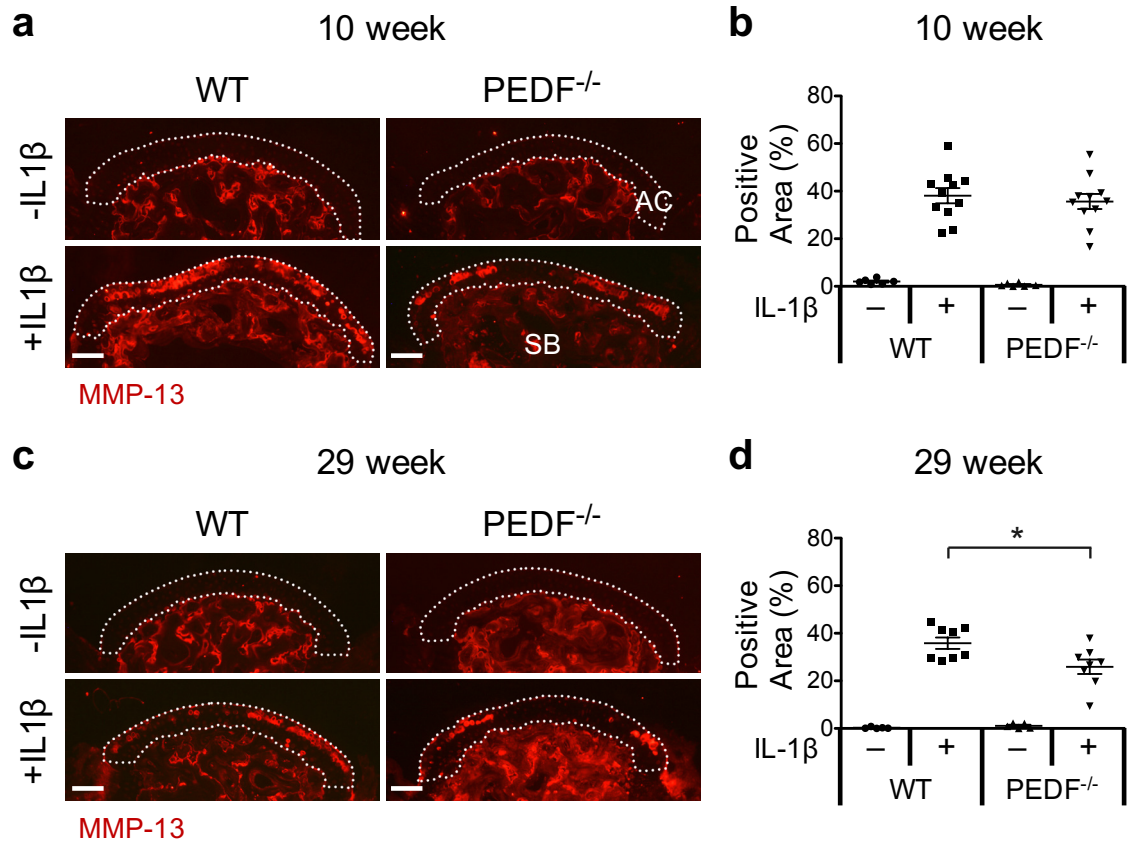 a
10 week
WT
PEDF-/-
-IL1β
AC
+IL1β
SB
MMP-13
b
10 week
Positive
Area (%)
80
60
40
20
0
IL-1β
– + – +
WT PEDF-/-
c
29 week
WT
PEDF-/-
-IL1β
+IL1β
MMP-13
d
29 week
Positive
Area (%)
80
60
40
20
0
*
IL-1β
– + – +
WT PEDF-/-